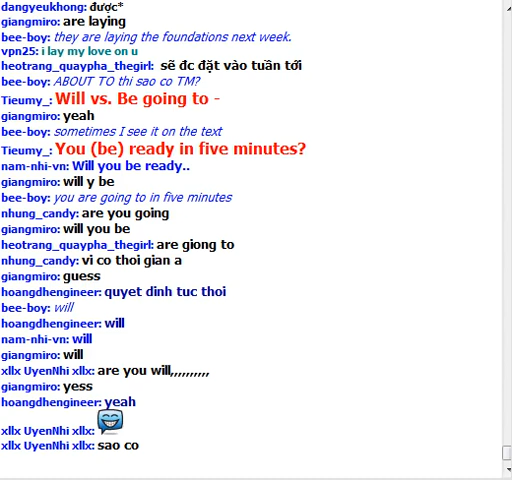 dangyeukhong: được*
giangmiro: are laying
bee-boy: they are laying the foundations next week.
vpn25: i lay my love on u
heotrang_quaypha_thegirl: sẽ đc đặt vào tuần tới
bee-boy: ABOUT TO thi sao co TM?
Tieumy_: Will vs. Be going to -
giangmiro: yeah
bee-boy: sometimes I see it on the text
Tieumy_: You (be) ready in five minutes?
nam-nhi-vn: Will you be ready..
giangmiro: will y be
bee-boy: you are going to in five minutes
nhung_candy: are you going
giangmiro: will you be
heotrang_quaypha_thegirl: are giong to
nhung_candy: vi co thoi gian a
giangmiro: guess
hoangdhengineer: quyet dinh tuc thoi
bee-boy: will
hoangdhengineer: will
nam-nhi-vn: will
giangmiro: will
xllx UyenNhi xllx: are you will,,,,,,,,,,
giangmiro: yess
hoangdhengineer: yeah
xllx UyenNhi xllx:
xllx UyenNhi xllx: sao co